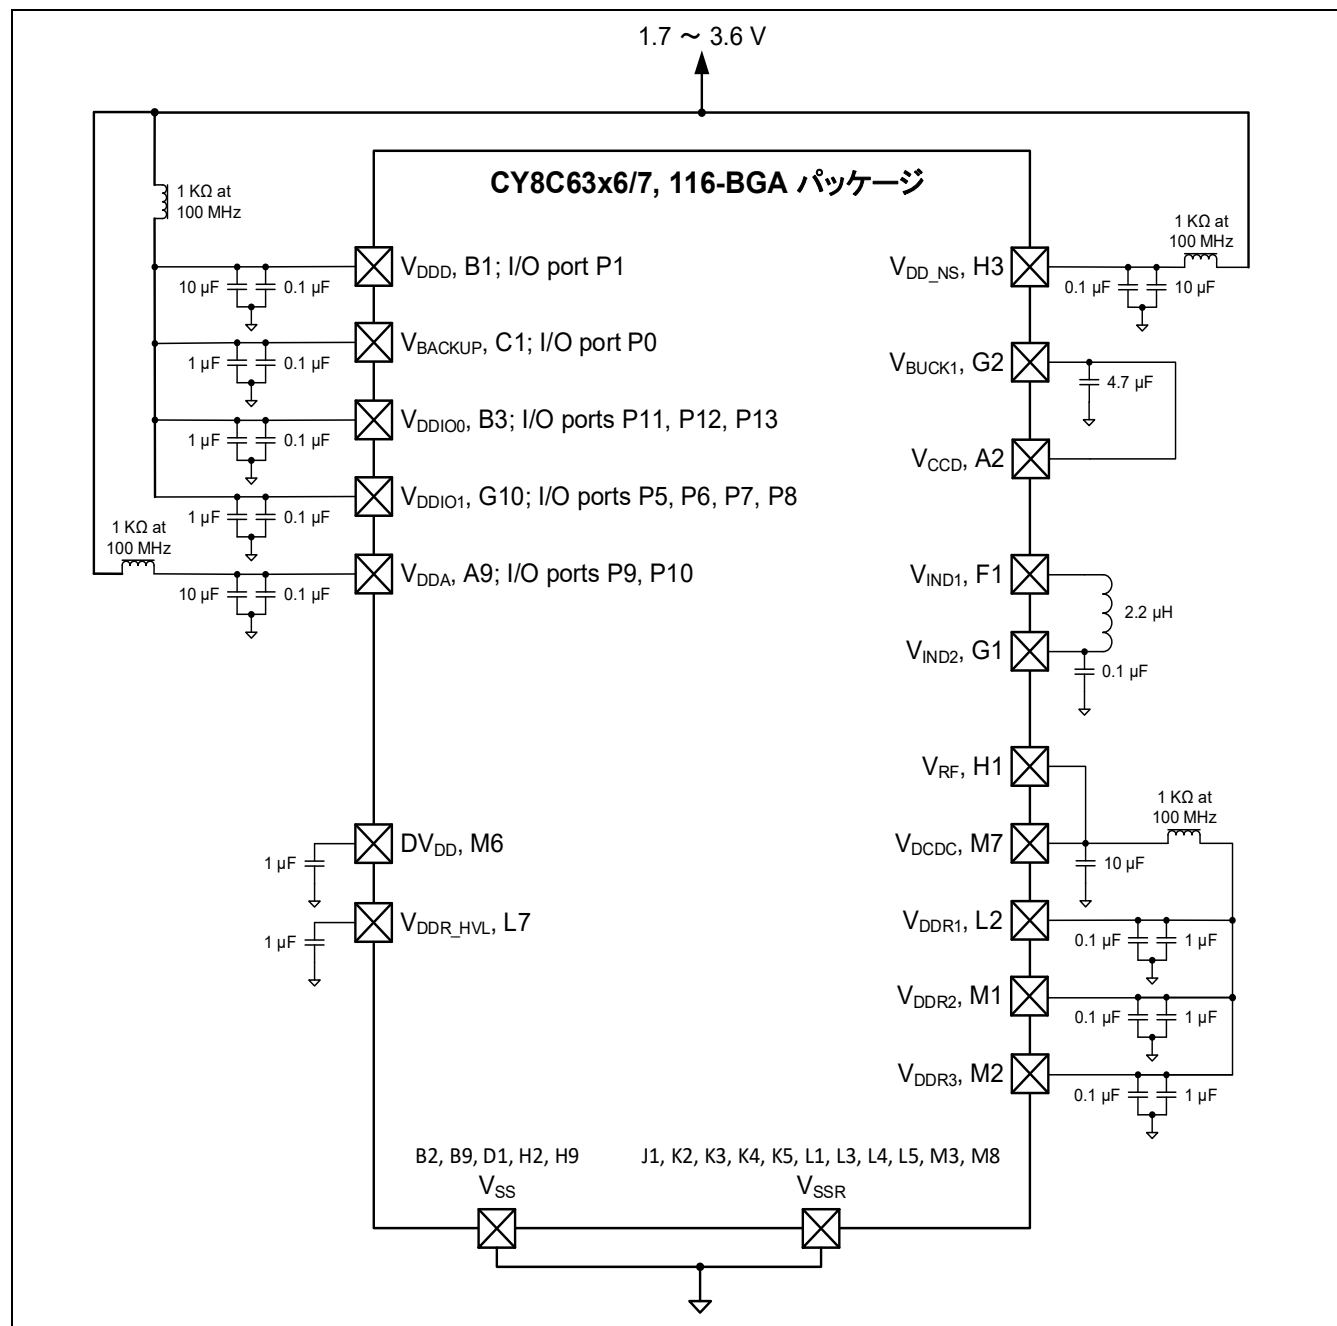 1.7 ～ 3.6 V
CY8C63x6/7, 116-BGA パッケージ
1 KΩ at
100 MHz
VDDD, B1; I/O port P1
10 µF
0.1 µF
VBACKUP, C1; I/O port P0
1 µF
0.1 µF
VDDIO0, B3; I/O ports P11, P12, P13
1 µF
0.1 µF
VDDIO1, G10; I/O ports P5, P6, P7, P8
1 µF
0.1 µF
1 KΩ at
100 MHz
VDDA, A9; I/O ports P9, P10
10 µF
0.1 µF
DVDD, M6
1 µF
VDDR_HVL, L7
1 µF
1 KΩ at
100 MHz
VDD_NS, H3
0.1 µF
10 µF
VBUCK1, G2
4.7 µF
VCCD, A2
VIND1, F1
2.2 µH
VIND2, G1
0.1 µF
VRF, H1
1 KΩ at
100 MHz
VDCDC, M7
10 µF
VDDR1, L2
0.1 µF
1 µF
VDDR2, M1
0.1 µF
1 µF
VDDR3, M2
0.1 µF
1 µF
B2, B9, D1, H2, H9
VSS
J1, K2, K3, K4, K5, L1, L3, L4, L5, M3, M8
VSSR